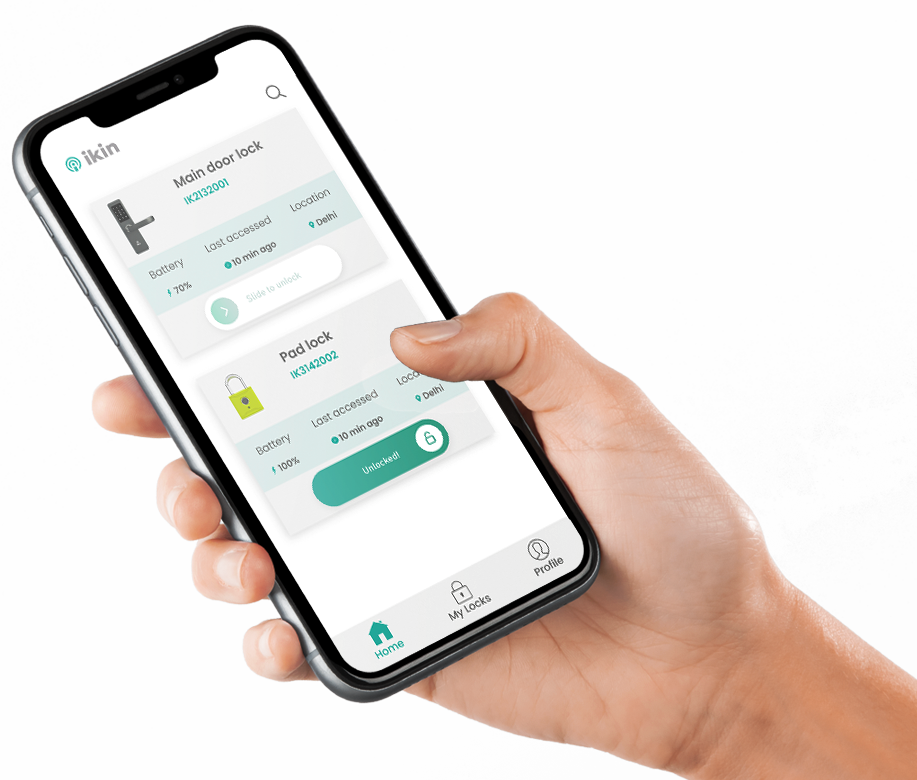 ikin
Main door lock
IK2132001
Battery
Last accessed
Location
70%
10 min ago
Delhi
Slide to unlock
Pad lock
IK3142002
Battery
Last accessed
100%
10 min ago
Delhi
Unlocked!
Home
My Locks
Profile